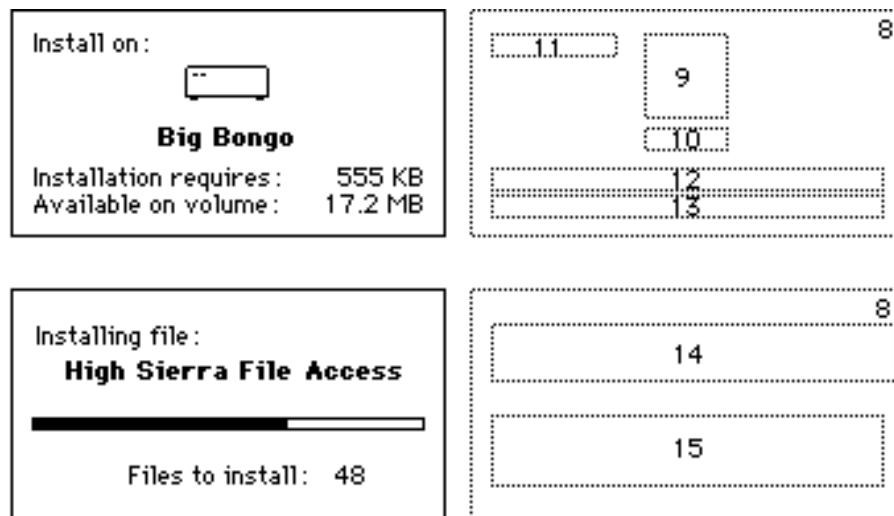 Install on:
Big Bongo
Installation requires: 555 KB
Available on volume: 17.2 MB
8
11
9
10
12
13
Installing file:
High Sierra File Access
Files to install: 48
8
14
15